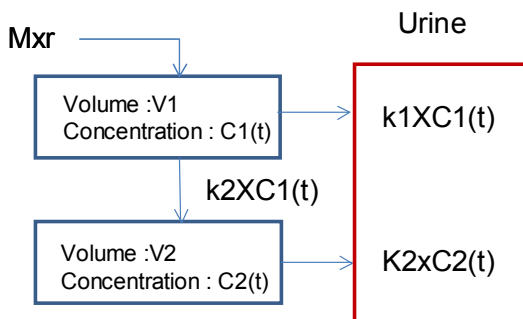 Urine
Mxr
Volume :V1
Concentration : C1(t)
k1XC1(t)
k2XC1(t)
Volume :V2
Concentration : C2(t)
K2xC2(t)